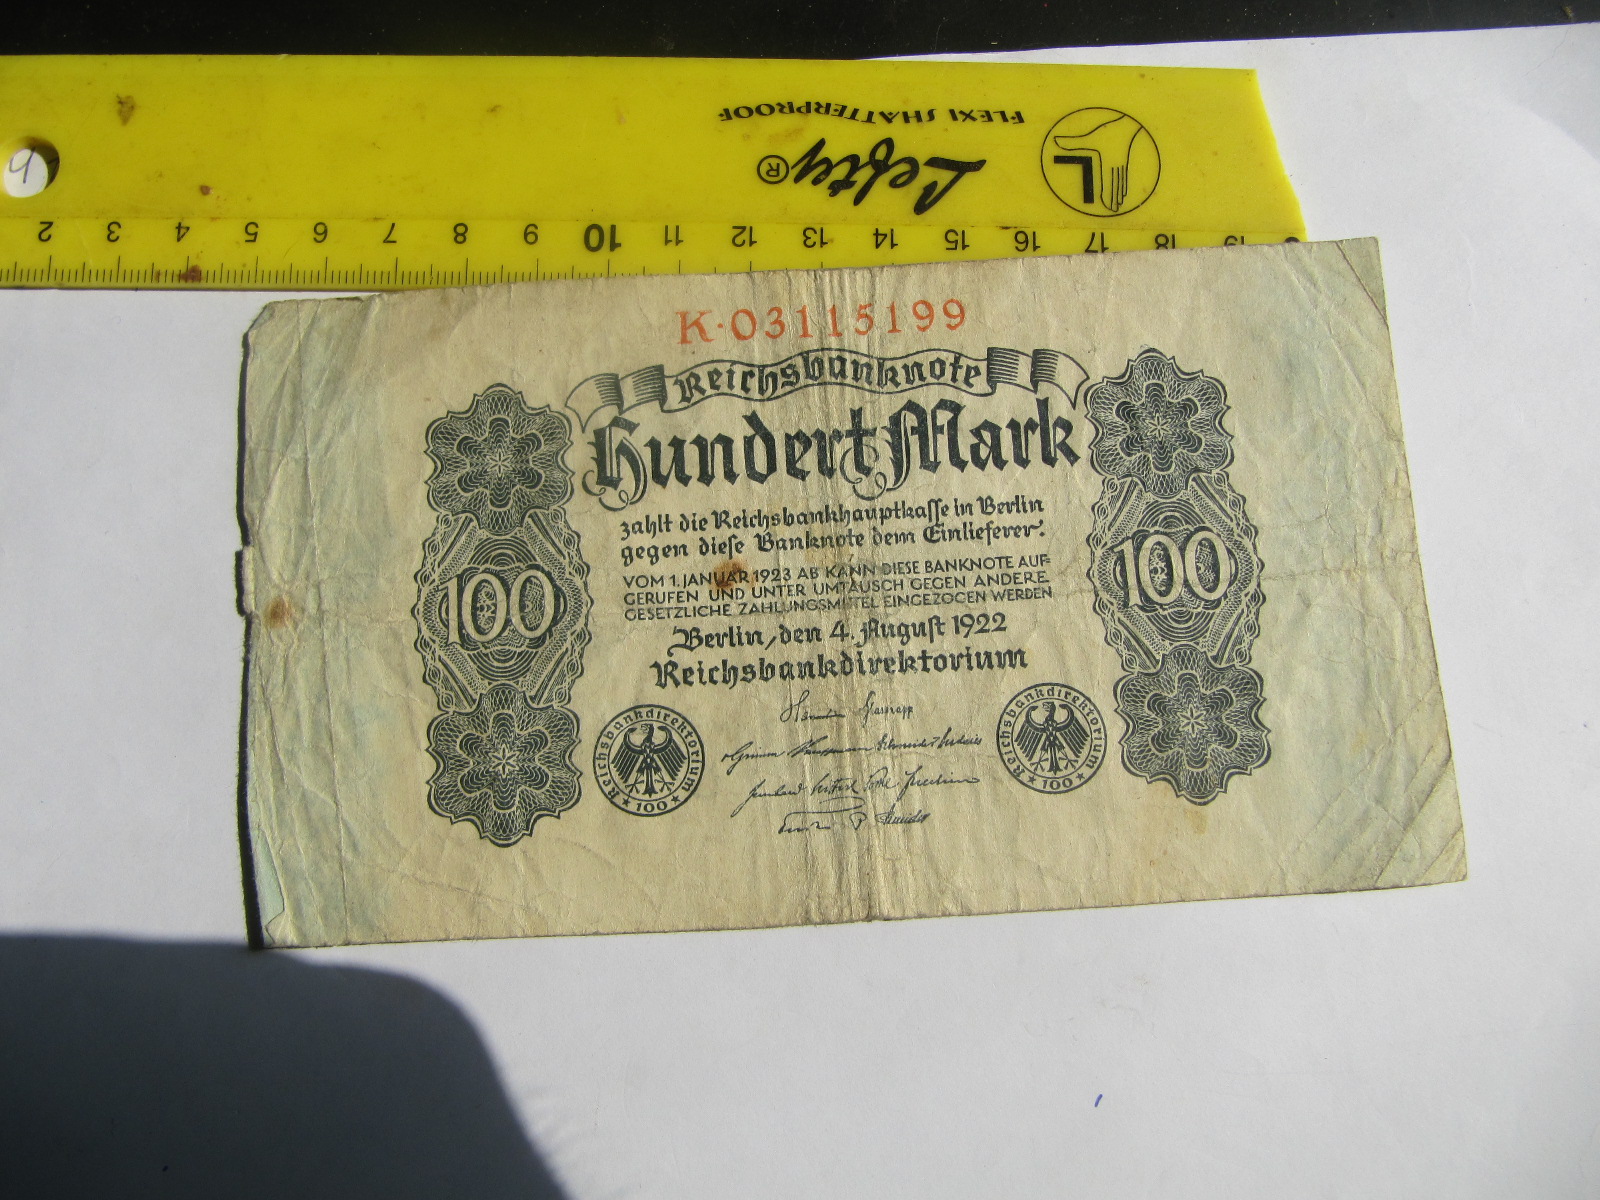 FLEXI SHATTERPROOF
Lefty ®
L
2 3 4 5 6 7 8 9 10 11 12 13 14 15 16 17 18 19
K·03115199
Reichsbanknote
Hundert Mark
zahlt die Reichsbankhauptkasse in Berlin
gegen diese Banknote dem Einlieferer.
VOM 1. JANUAR 1923 AB KANN DIESE BANKNOTE AUF-
GERUFEN UND UNTER UMTAUSCH GEGEN ANDERE
GESETZLICHE ZAHLUNGSMITTEL EINGEZOGEN WERDEN
100
100
Berlin, den 4. August 1922
Reichsbankdirektorium
Reichsbankdirektorium
★100★
Reichsbankdirektorium
★100★